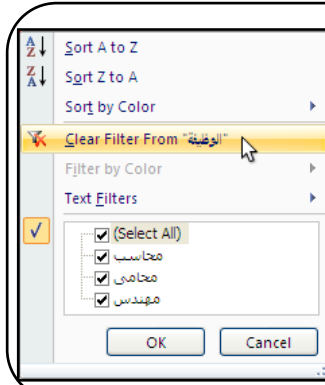 Sort A to Z
Sort Z to A
Sort by Color
Clear Filter From "الوظيفة"
Filter by Color
Text Filters
(Select All)
محاسب
محامى
مهندس
OK Cancel